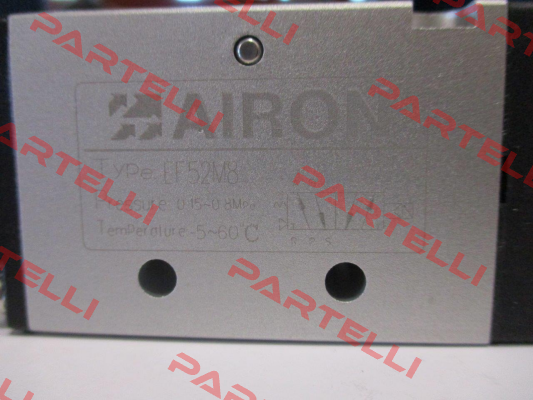 AIRON
Type: LF52M8
Pressure: 0.15~0.8MPa
Temperature:-5~60℃
R P S
PARTELLI
PARTELLI
PARTELLI
PARTELLI
PARTELLI
PARTELLI
PARTELLI